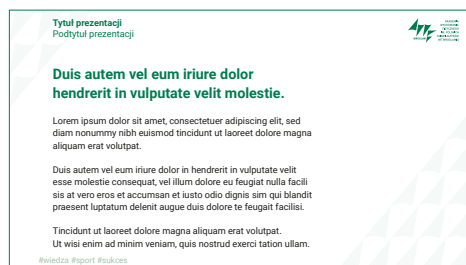 Tytuł prezentacji
Podtytuł prezentacji
Duis autem vel eum iriure dolor
hendrerit in vulputate velit molestie.
Lorem ipsum dolor sit amet, consectetuer adipiscing elit, sed
diam nonummy nibh euismod tincidunt ut laoreet dolore magna
aliquam erat volutpat.
Duis autem vel eum iriure dolor in hendrerit in vulputate velit
esse molestie consequat, vel illum dolore eu feugiat nulla facili
sis at vero eros et accumsan et iusto odio dignis sim qui blandit
praesent luptatum delenit augue duis dolore te feugait facilisi.
Tincidunt ut laoreet dolore magna aliquam erat volutpat.
Ut wisi enim ad minim veniam, quis nostrud exerci tation ullam.
#wiedza #sport #sukces